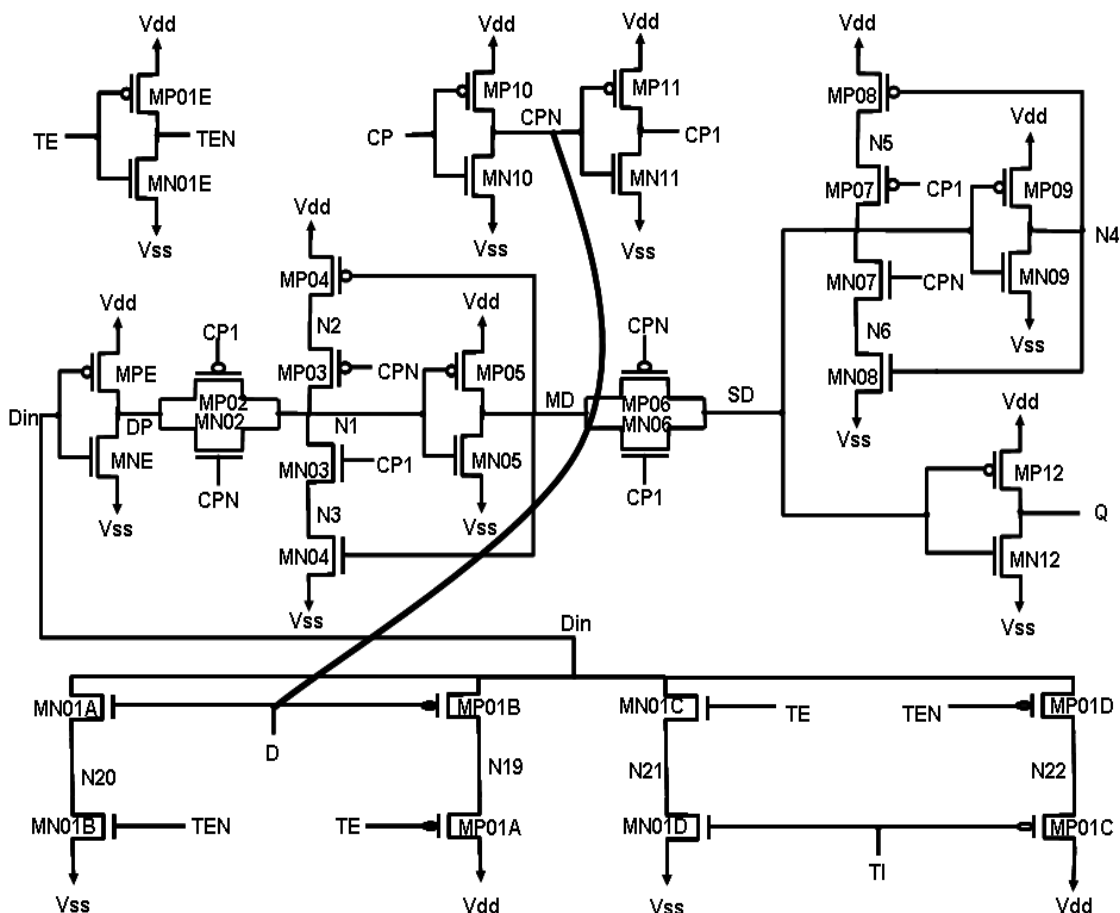 Vdd
Vdd
Vdd
Vdd
MP01E
MP10
MP11
MP08
Vdd
TE
TEN
CP
CPN
CP1
N5
MN01E
MN10
MN11
MP07
CP1
MP09
Vss
Vss
Vss
Vdd
N4
MP04
MN07
CPN
MN09
Vdd
CP1
N2
Vdd
CPN
N6
Vss
MPE
MP03
CPN
MP05
MN08
Din
DP
MP02
MN02
N1
MD
MP06
MN06
SD
Vdd
Vss
MNE
MN03
CP1
MN05
MP12
CPN
CP1
Vss
N3
Vss
Q
MN04
MN12
Vss
Din
Vss
MN01A
MP01B
MN01C
TE
TEN
MP01D
D
N20
N19
N21
N22
MN01B
TEN
TE
MP01A
MN01D
MP01C
TI
Vss
Vdd
Vss
Vdd